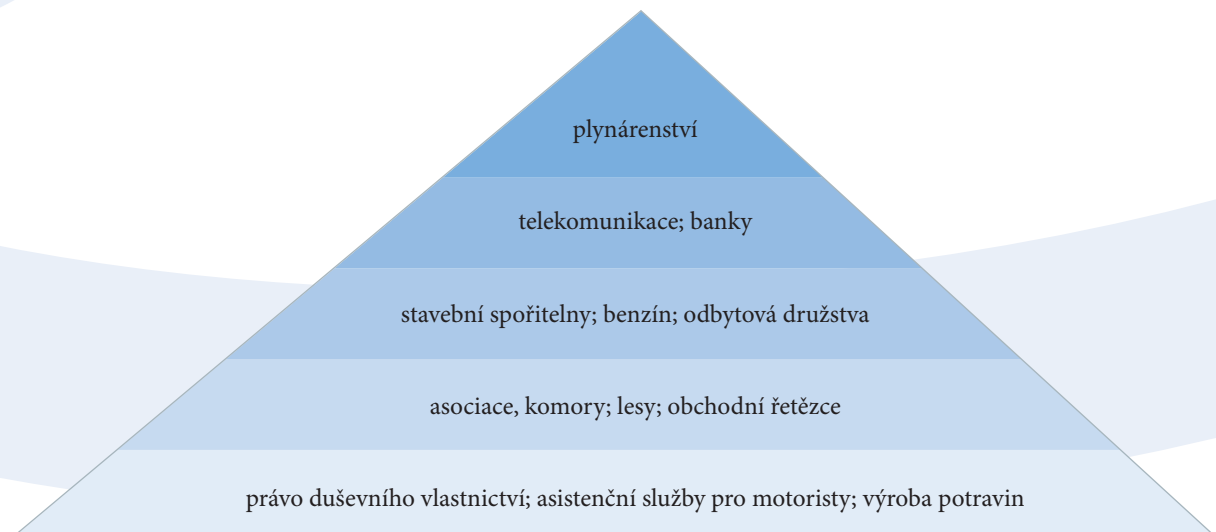 plynárenství
telekomunikace; banky
stavební spořitelny; benzín; odbytová družstva
asociace, komory; lesy; obchodní řetězce
právo duševního vlastnictví; asistenční služby pro motoristy; výroba potravin